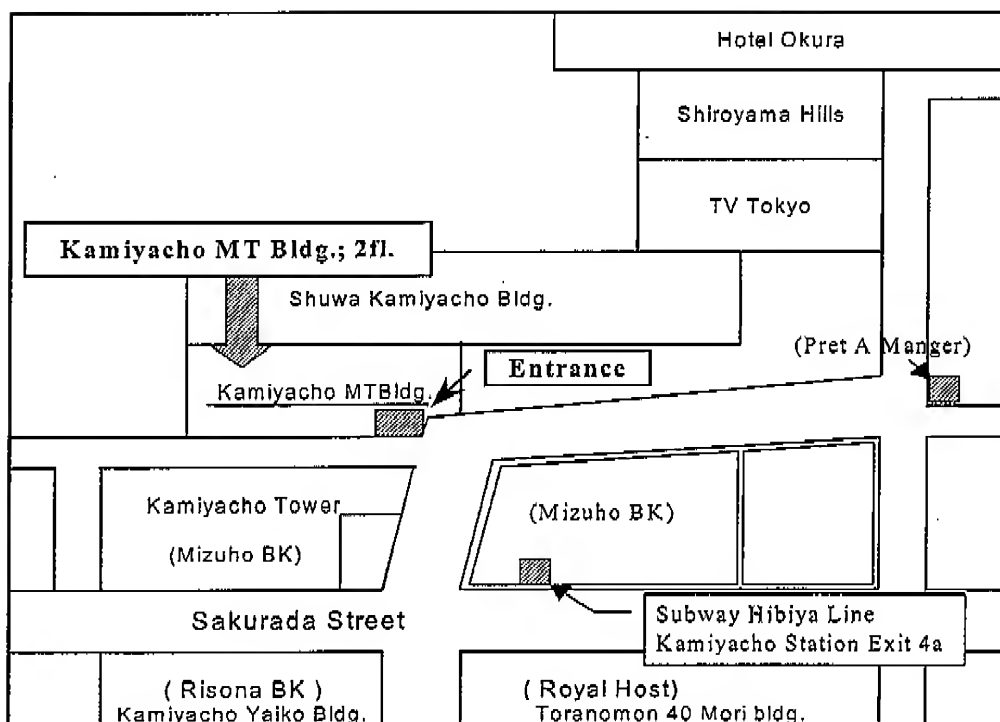 Hotel Okura
Shiroyama Hills
TV Tokyo
Kamiyacho MT Bldg.; 2fl.
Shuwa Kamiyacho Bldg.
(Pret A Manger)
Entrance
Kamiyacho MTBldg.
Kamiyacho Tower
(Mizuho BK)
(Mizuho BK)
Sakurada Street
Subway Hibiya Line
Kamiyacho Station Exit 4a
( Risona BK )
Kamiyacho Yaiko Bldg.
( Royal Host)
Toranomon 40 Mori bldg.